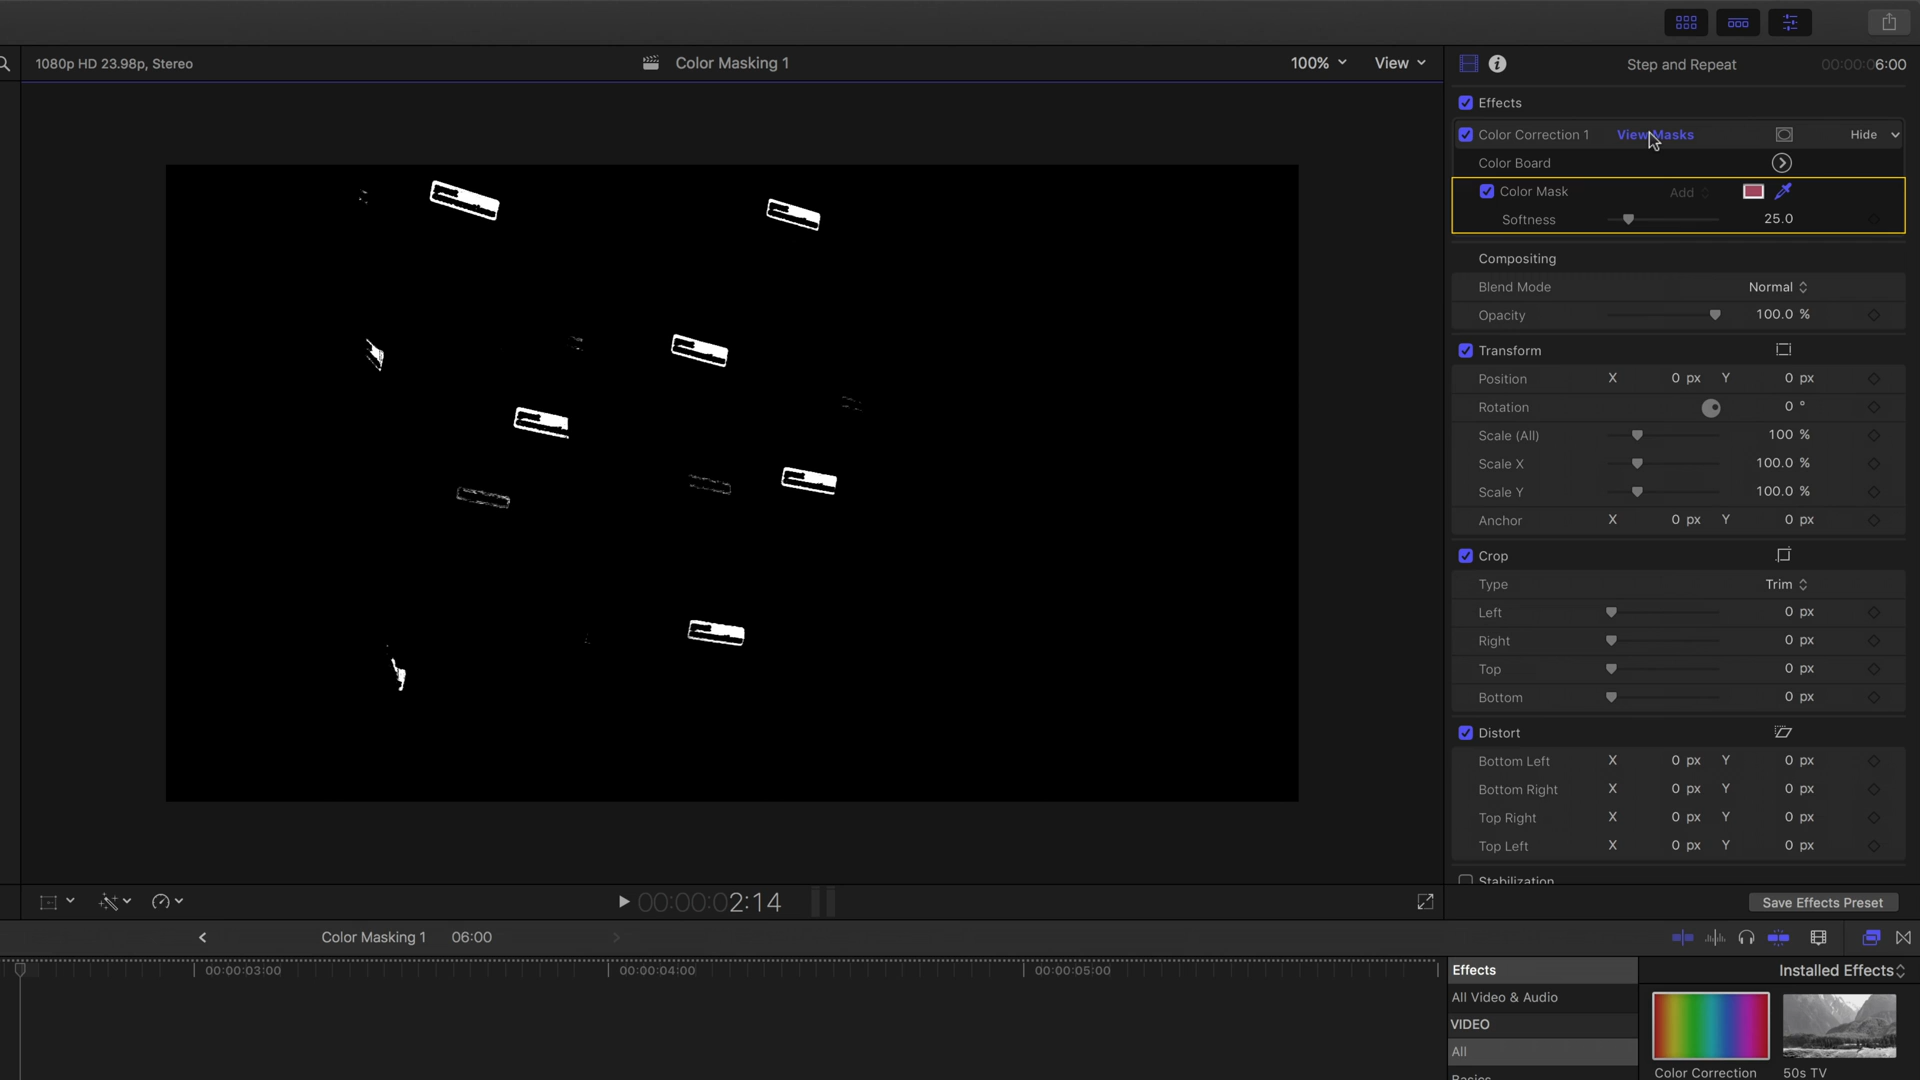 1080p HD 23.98p, Stereo
Color Masking 1
100%
View
Step and Repeat
00:00:06:00
Effects
Color Correction 1
View Masks
Hide
Color Board
Color Mask
Add
Softness
25.0
Compositing
Blend Mode
Normal
Opacity
100.0 %
Transform
Position
X
0 px
Y
0 px
Rotation
0 °
Scale (All)
100 %
Scale X
100.0 %
Scale Y
100.0 %
Anchor
X
0 px
Y
0 px
Crop
Type
Trim
Left
0 px
Right
0 px
Top
0 px
Bottom
0 px
Distort
Bottom Left
X
0 px
Y
0 px
Bottom Right
X
0 px
Y
0 px
Top Right
X
0 px
Y
0 px
Top Left
X
0 px
Y
0 px
Stabilization
00:00:02:14
Save Effects Preset
Color Masking 1
06:00
00:00:03:00
00:00:04:00
00:00:05:00
Effects
Installed Effects
All Video & Audio
VIDEO
All
Basics
Color Correction
50s TV